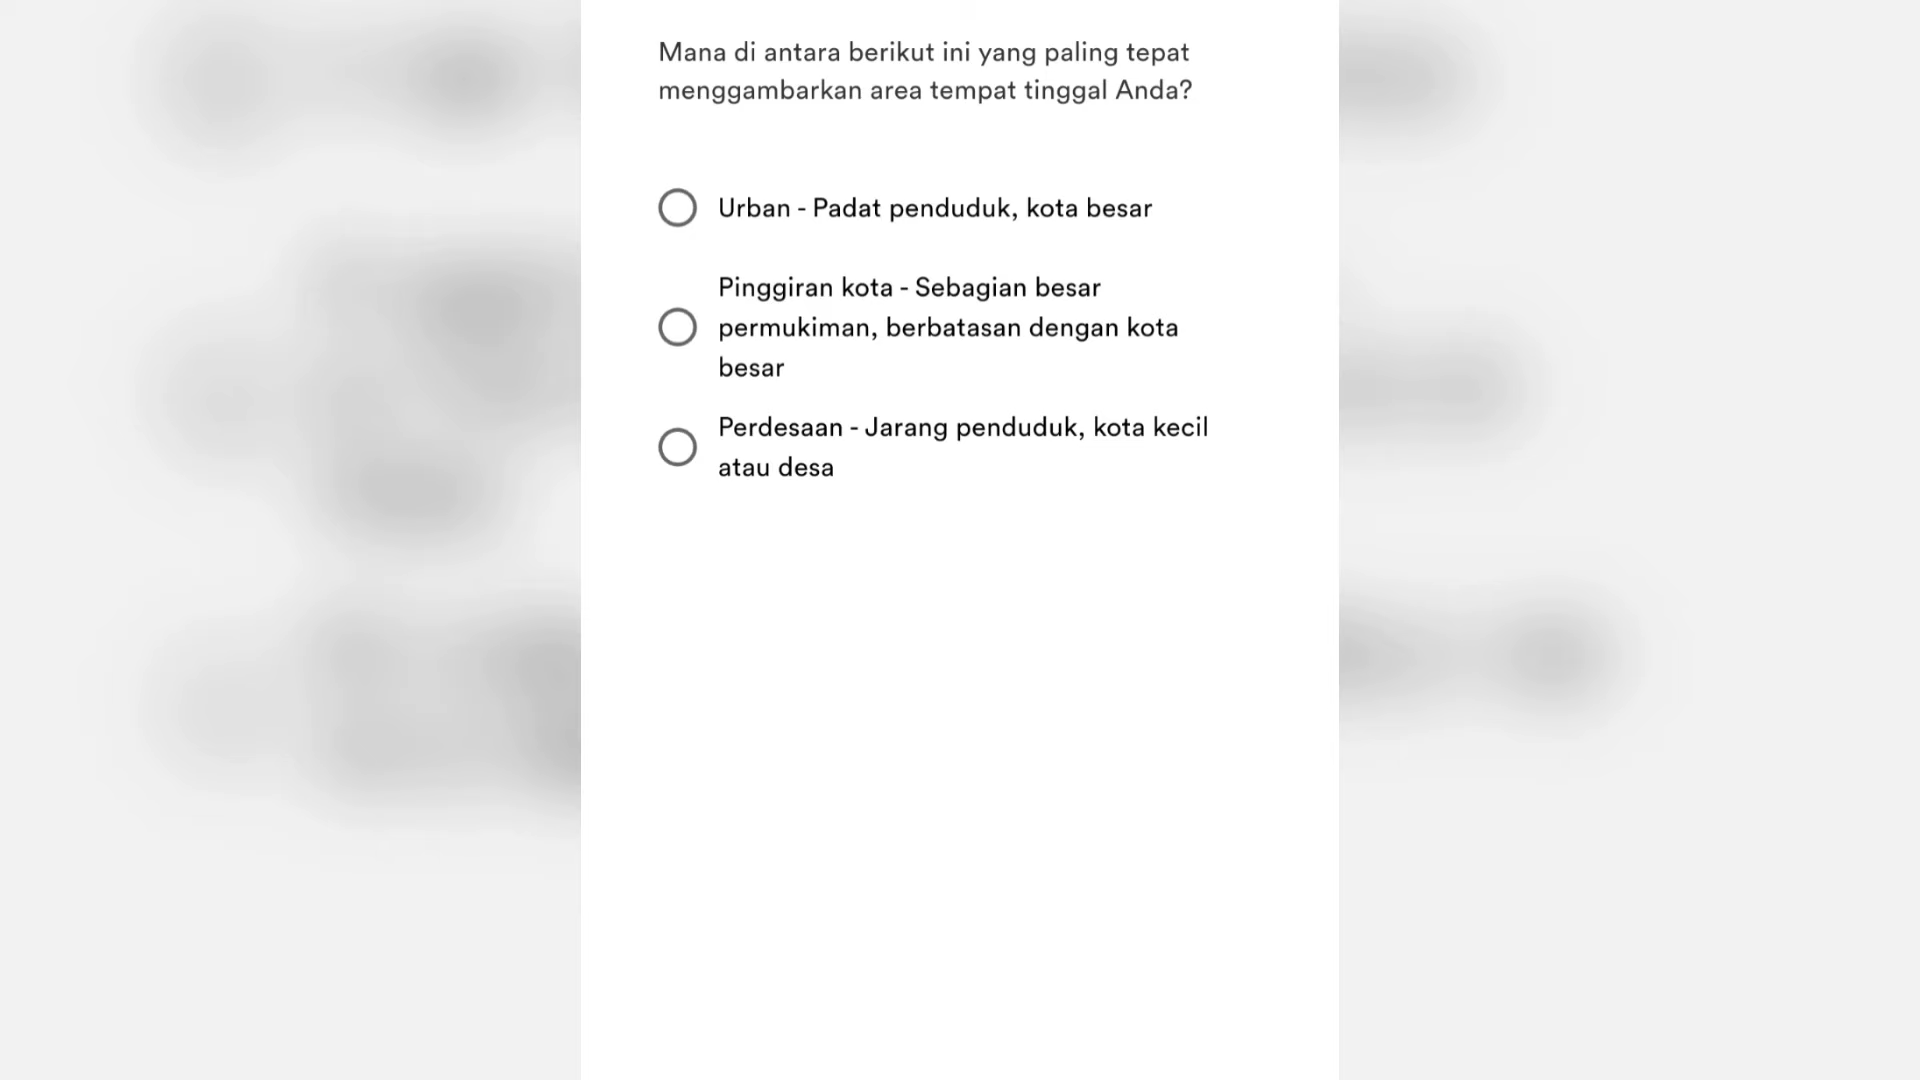 Mana di antara berikut ini yang paling tepat
menggambarkan area tempat tinggal Anda?
Urban - Padat penduduk, kota besar
Pinggiran kota - Sebagian besar
permukiman, berbatasan dengan kota
besar
Perdesaan - Jarang penduduk, kota kecil
atau desa